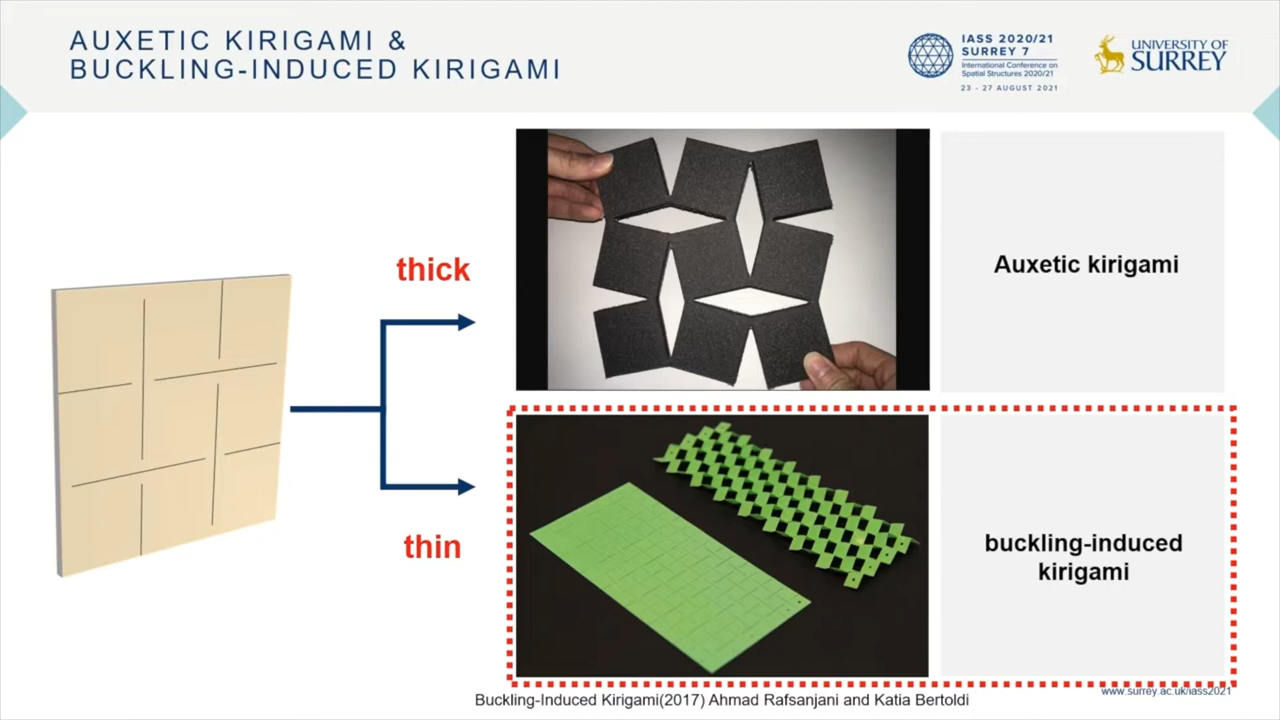 AUXETIC KIRIGAMI &
BUCKLING-INDUCED KIRIGAMI
IASS 2020/21
SURREY 7
International Conference on
Spatial Structures 2020/21
23 - 27 AUGUST 2021
UNIVERSITY OF
SURREY
thick
Auxetic kirigami
thin
buckling-induced
kirigami
www.surrey.ac.uk/iass2021
Buckling-Induced Kirigami(2017) Ahmad Rafsanjani and Katia Bertoldi